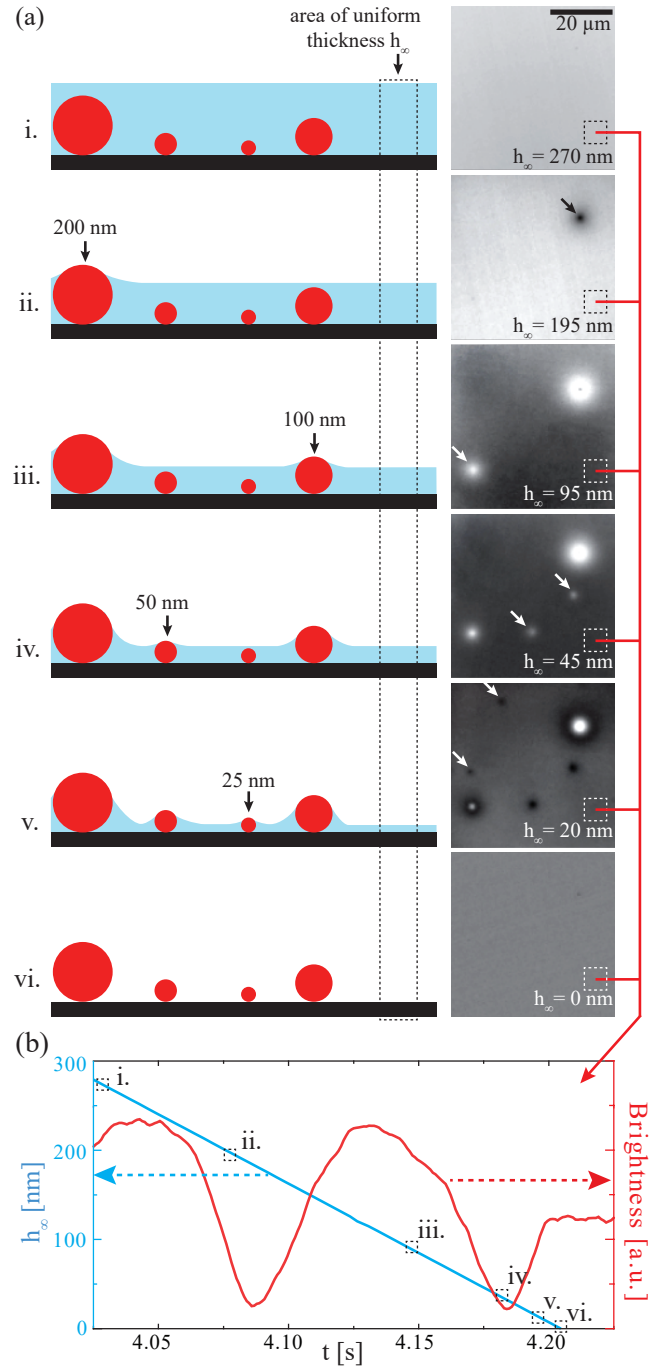 (a)
area of uniform
thickness h∞
20 µm
i.
h∞= 270 nm
200 nm
ii.
h∞= 195 nm
100 nm
iii.
h∞= 95 nm
50 nm
iv.
h∞= 45 nm
25 nm
v.
h∞= 20 nm
vi.
h∞= 0 nm
(b)
300
200
100
0
h∞ [nm]
i.
ii.
iii.
iv.
v.
vi.
Brightness [a.u.]
4.05
4.10
4.15
4.20
t [s]